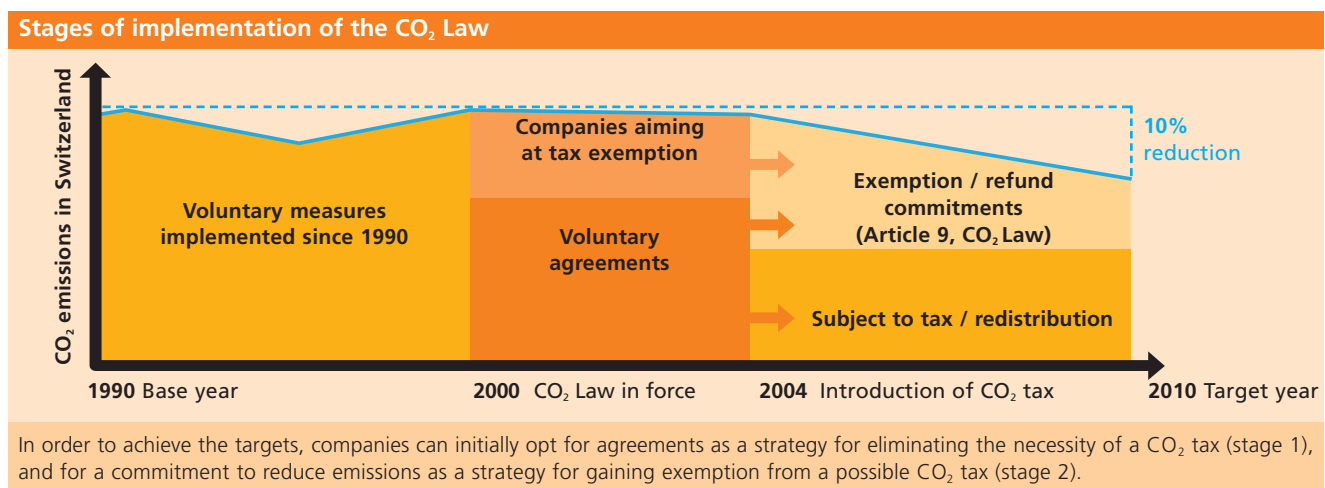 Stages of implementation of the CO₂ Law
CO₂ emissions in Switzerland
Voluntary measures
implemented since 1990
Companies aiming
at tax exemption
Voluntary
agreements
Exemption / refund
commitments
(Article 9, CO₂ Law)
Subject to tax / redistribution
10%
reduction
1990 Base year
2000 CO₂ Law in force
2004 Introduction of CO₂ tax
2010 Target year
In order to achieve the targets, companies can initially opt for agreements as a strategy for eliminating the necessity of a CO₂ tax (stage 1),
and for a commitment to reduce emissions as a strategy for gaining exemption from a possible CO₂ tax (stage 2).